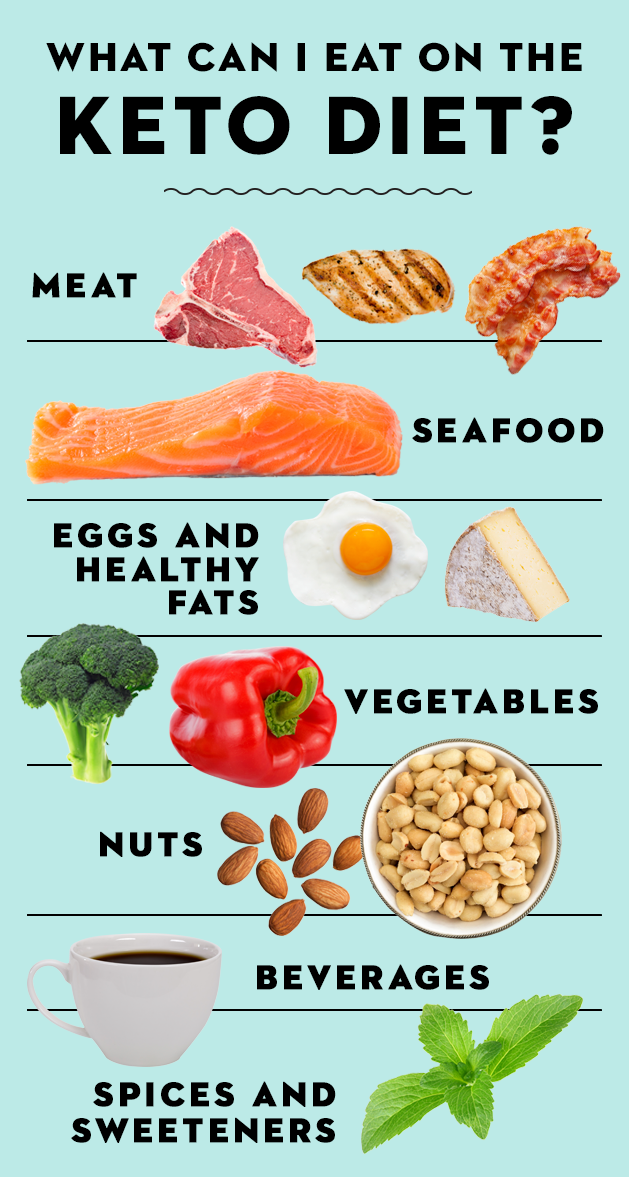 WHAT CAN I EAT ON THE
KETO DIET?
MEAT
SEAFOOD
EGGS AND
HEALTHY
FATS
VEGETABLES
NUTS
BEVERAGES
SPICES AND
SWEETENERS